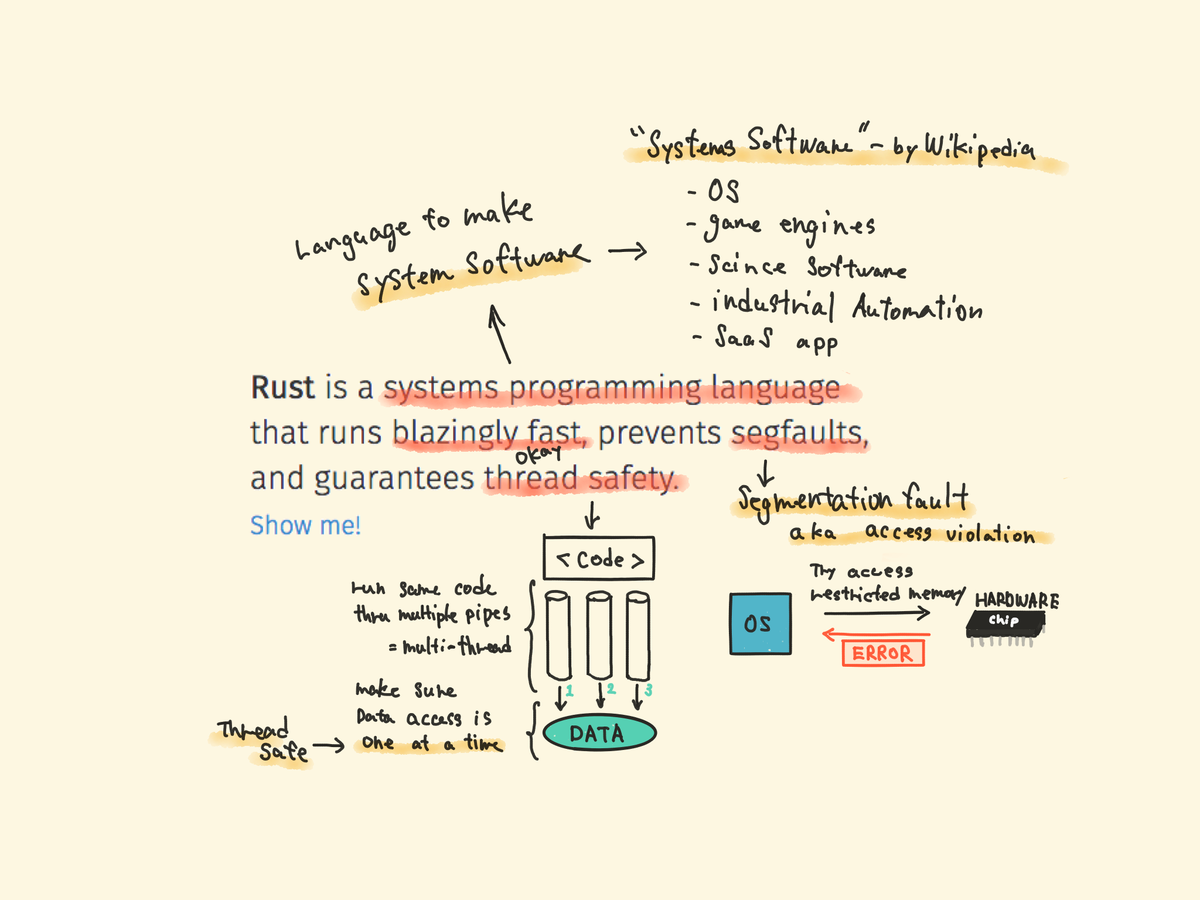 "Systems Software" - by Wikipedia
- OS
- game engines
- Scince Software
- industrial Automation
- SaaS app
Language to make
System Software
Rust is a systems programming language
that runs blazingly fast, prevents segfaults,
okay
and guarantees thread safety.
Show me!
Segmentation fault
aka access violation
Try access
restricted memory
HARDWARE
chip
OS
ERROR
< Code >
run same code
thru multiple pipes
= multi-thread
1 2 3
make sure
Data access is
one at a time
DATA
Thread
Safe